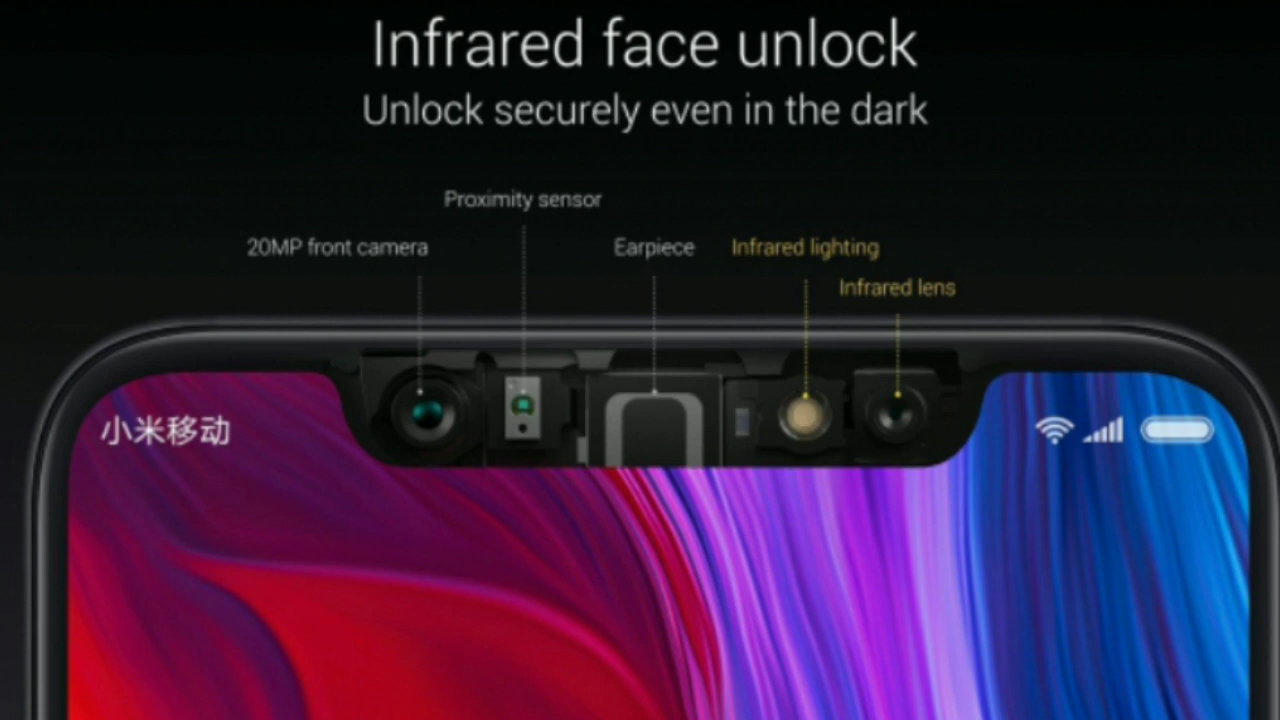 Infrared face unlock
Unlock securely even in the dark
Proximity sensor
20MP front camera
Earpiece
Infrared lighting
Infrared lens
小米移动